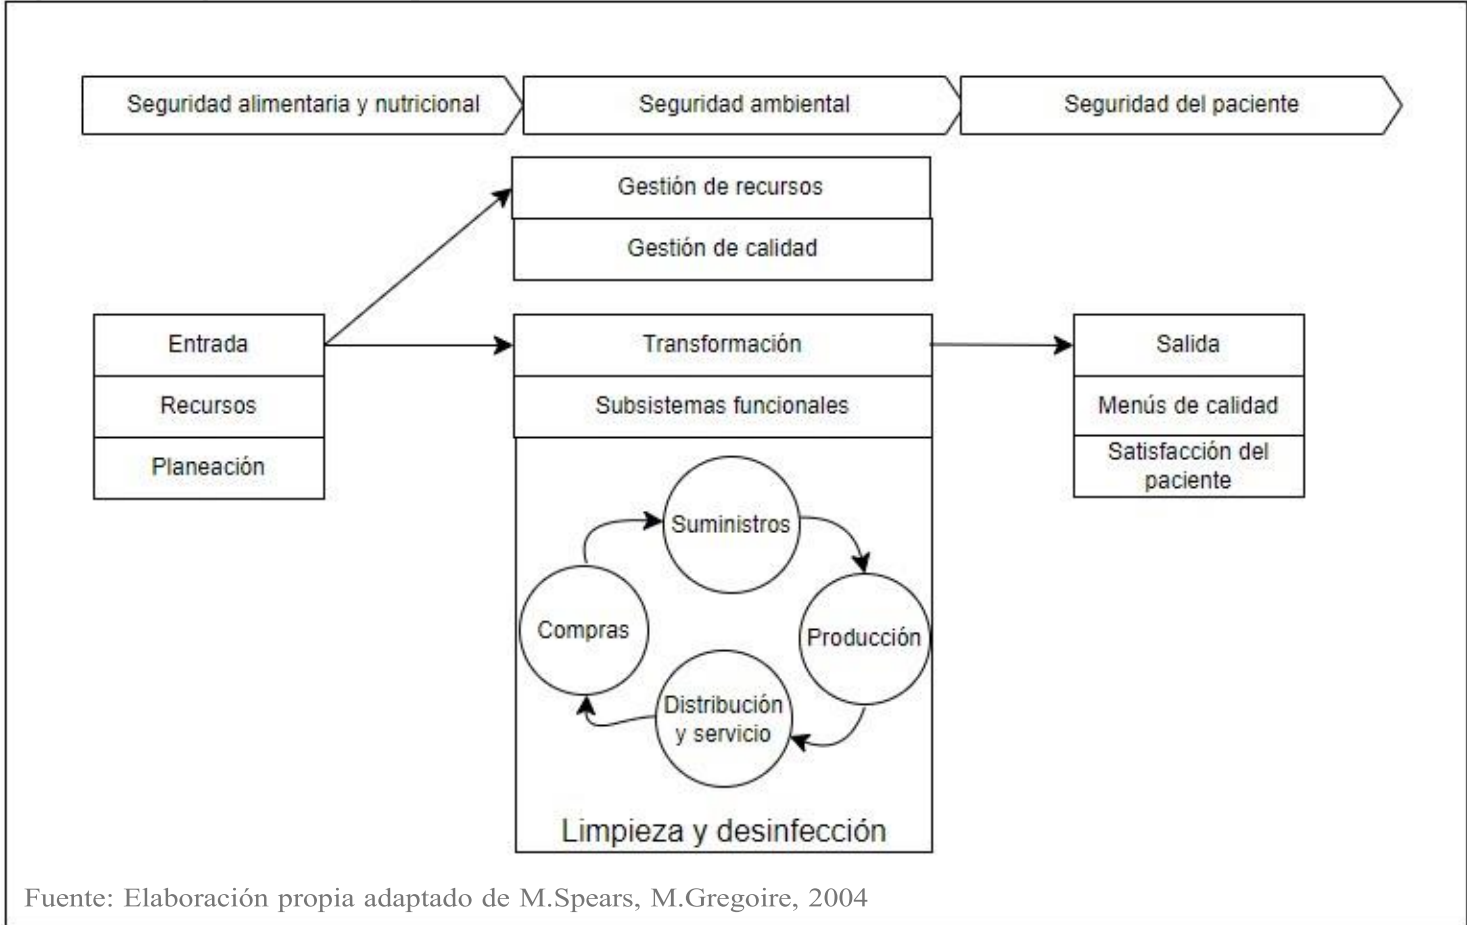 Seguridad alimentaria y nutricional
Seguridad ambiental
Seguridad del paciente
Gestión de recursos
Gestión de calidad
Entrada
Recursos
Planeación
Transformación
Subsistemas funcionales
Salida
Menús de calidad
Satisfacción del
paciente
Suministros
Compras
Producción
Distribución
y servicio
Limpieza y desinfección
Fuente: Elaboración propia adaptado de M.Spears, M.Gregoire, 2004